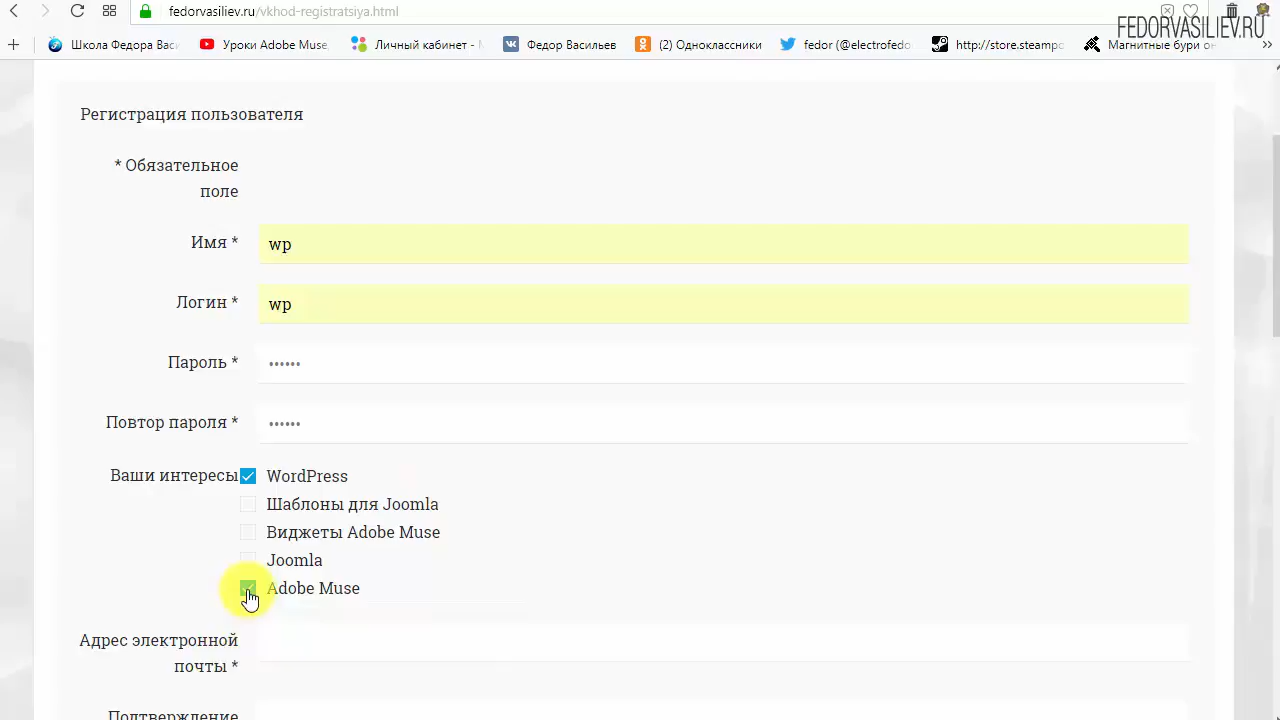 fedorvasiliev.ru/vkhod-registratsiya.html
FEDORVASILIEV.RU
Школа Федора Вас
Уроки Adobe Muse,
Личный кабинет -
Федор Васильев
(2) Одноклассники
fedor (@electrofedo
http://store.steampo
Магнитные бури он
Регистрация пользователя
* Обязательное
поле
Имя *
wp
Логин *
wp
Пароль *
••••••
Повтор пароля *
••••••
Ваши интересы
WordPress
Шаблоны для Joomla
Виджеты Adobe Muse
Joomla
Adobe Muse
Адрес электронной
почты *
Подтверждение